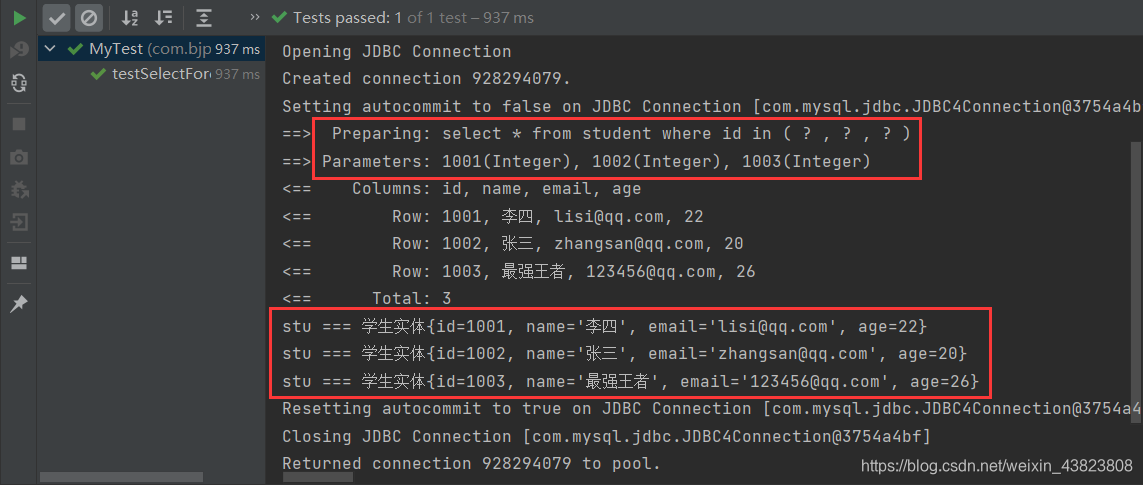 Tests passed: 1 of 1 test – 937 ms
MyTest (com.bjp 937 ms
testSelectFor 937 ms
Opening JDBC Connection
Created connection 928294079.
Setting autocommit to false on JDBC Connection [com.mysql.jdbc.JDBC4Connection@3754a4b
==> Preparing: select * from student where id in ( ? , ? , ? )
==> Parameters: 1001(Integer), 1002(Integer), 1003(Integer)
<== Columns: id, name, email, age
<== Row: 1001, 李四, lisi@qq.com, 22
<== Row: 1002, 张三, zhangsan@qq.com, 20
<== Row: 1003, 最强王者, 123456@qq.com, 26
<== Total: 3
stu === 学生实体{id=1001, name='李四', email='lisi@qq.com', age=22}
stu === 学生实体{id=1002, name='张三', email='zhangsan@qq.com', age=20}
stu === 学生实体{id=1003, name='最强王者', email='123456@qq.com', age=26}
Resetting autocommit to true on JDBC Connection [com.mysql.jdbc.JDBC4Connection@3754a4
Closing JDBC Connection [com.mysql.jdbc.JDBC4Connection@3754a4bf]
Returned connection 928294079 to pool.
https://blog.csdn.net/weixin_43823808